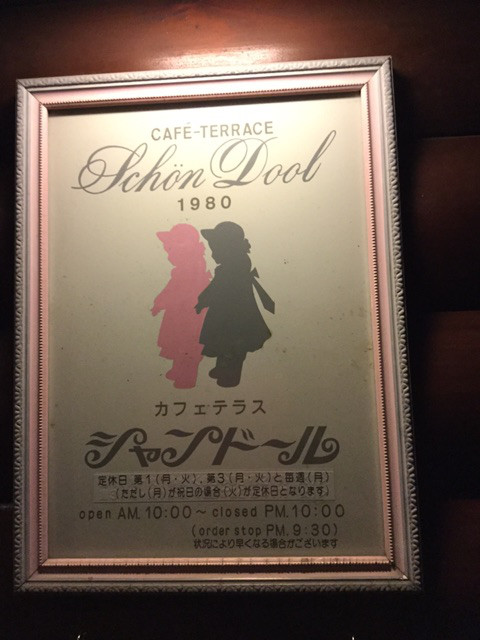 CAFÉ-TERRACE
Schön Dool
1980
カフェテラス
シャンドール
定休日 第1(月・火)、第3(月・火)と毎週(月)
(ただし(月)が祝日の場合(火)が定休日となります)
open AM.10:00～closed PM.10:00
(order stop PM.9:30)
状況により早くなる場合がございます